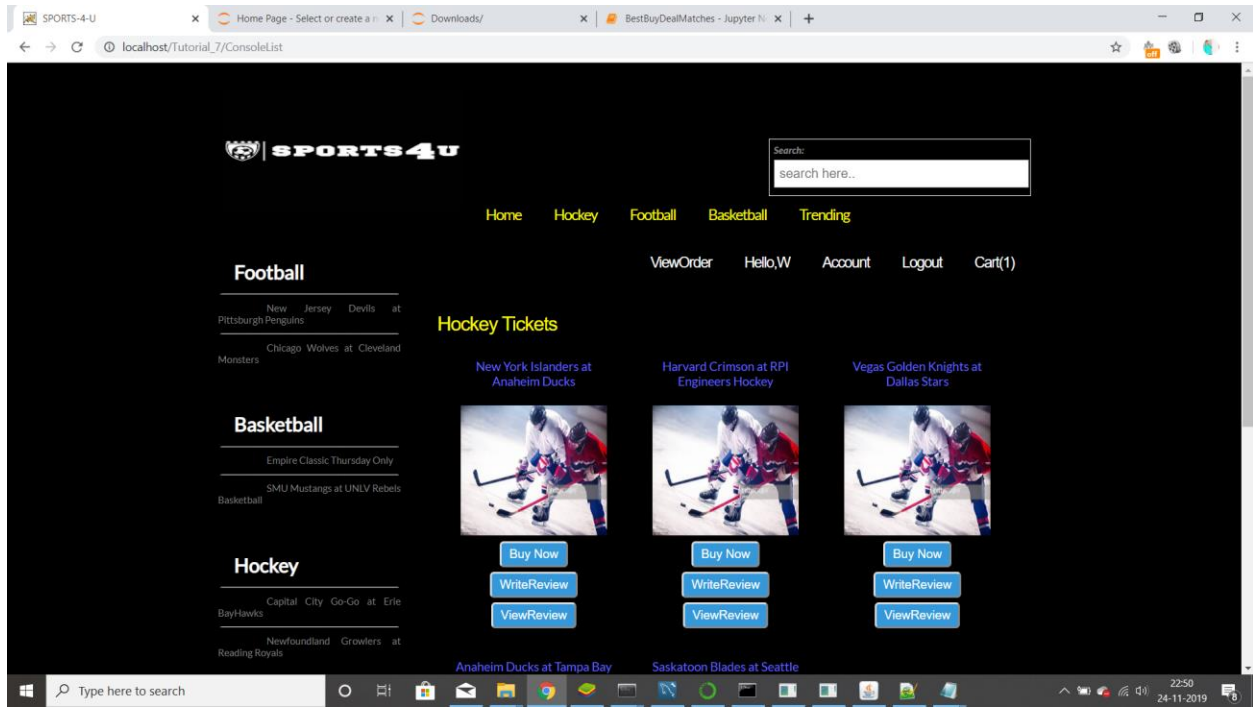 SPORTS-4-U
Home Page - Select or create a n
Downloads/
BestBuyDealMatches - Jupyter N
localhost/Tutorial_7/ConsoleList
off
SPORTS4U
Search:
search here..
Home Hockey Football Basketball Trending
ViewOrder Hello,W Account Logout Cart(1)
Football
New Jersey Devils at
Pittsburgh Penguins
Chicago Wolves at Cleveland
Monsters
Basketball
Empire Classic Thursday Only
SMU Mustangs at UNLV Rebels
Basketball
Hockey
Capital City Go-Go at Erie
BayHawks
Newfoundland Growlers at
Reading Royals
Hockey Tickets
New York Islanders at
Anaheim Ducks
Buy Now
WriteReview
ViewReview
Harvard Crimson at RPI
Engineers Hockey
Buy Now
WriteReview
ViewReview
Vegas Golden Knights at
Dallas Stars
Buy Now
WriteReview
ViewReview
Anaheim Ducks at Tampa Bay
Saskatoon Blades at Seattle
Type here to search
22:50
24-11-2019
8